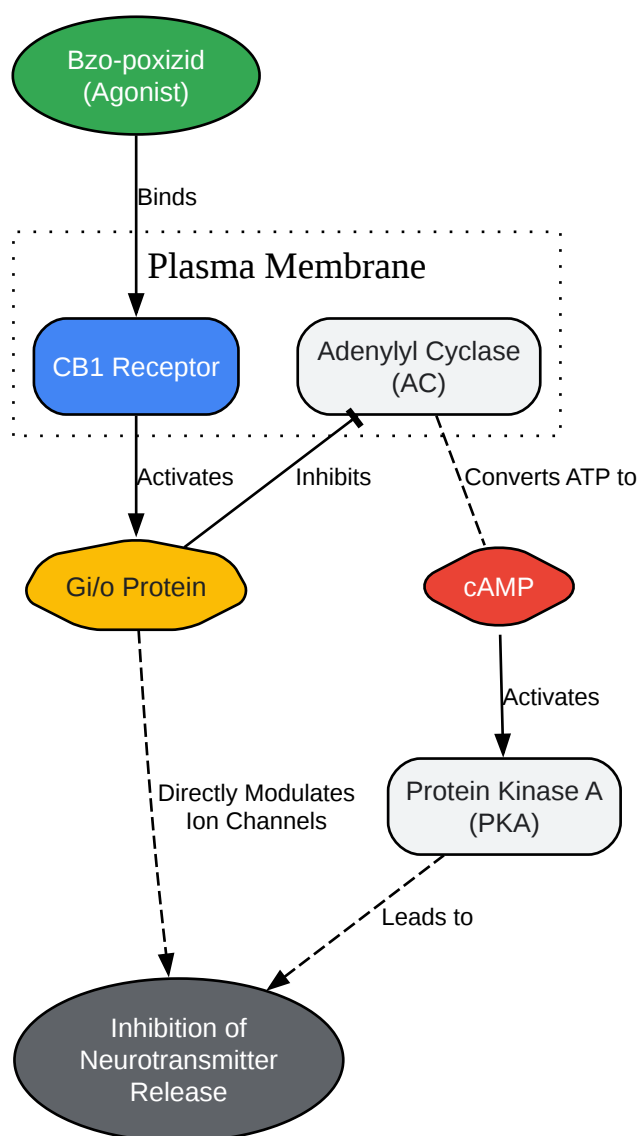 Bzo-poxizid
(Agonist)
Binds
Plasma Membrane
CB1 Receptor
Adenylyl Cyclase
(AC)
Activates
Inhibits
Converts ATP to
Gi/o Protein
cAMP
Activates
Directly Modulates
Ion Channels
Protein Kinase A
(PKA)
Leads to
Inhibition of
Neurotransmitter
Release